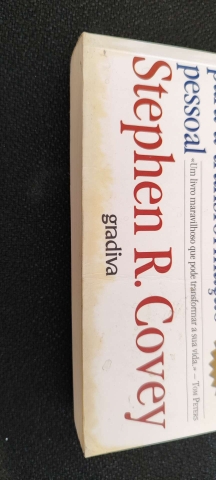 pessoal
«Um livro maravilhoso que pode transformar a sua vida.» – TOM PETERS
Stephen R. Covey
gradiva